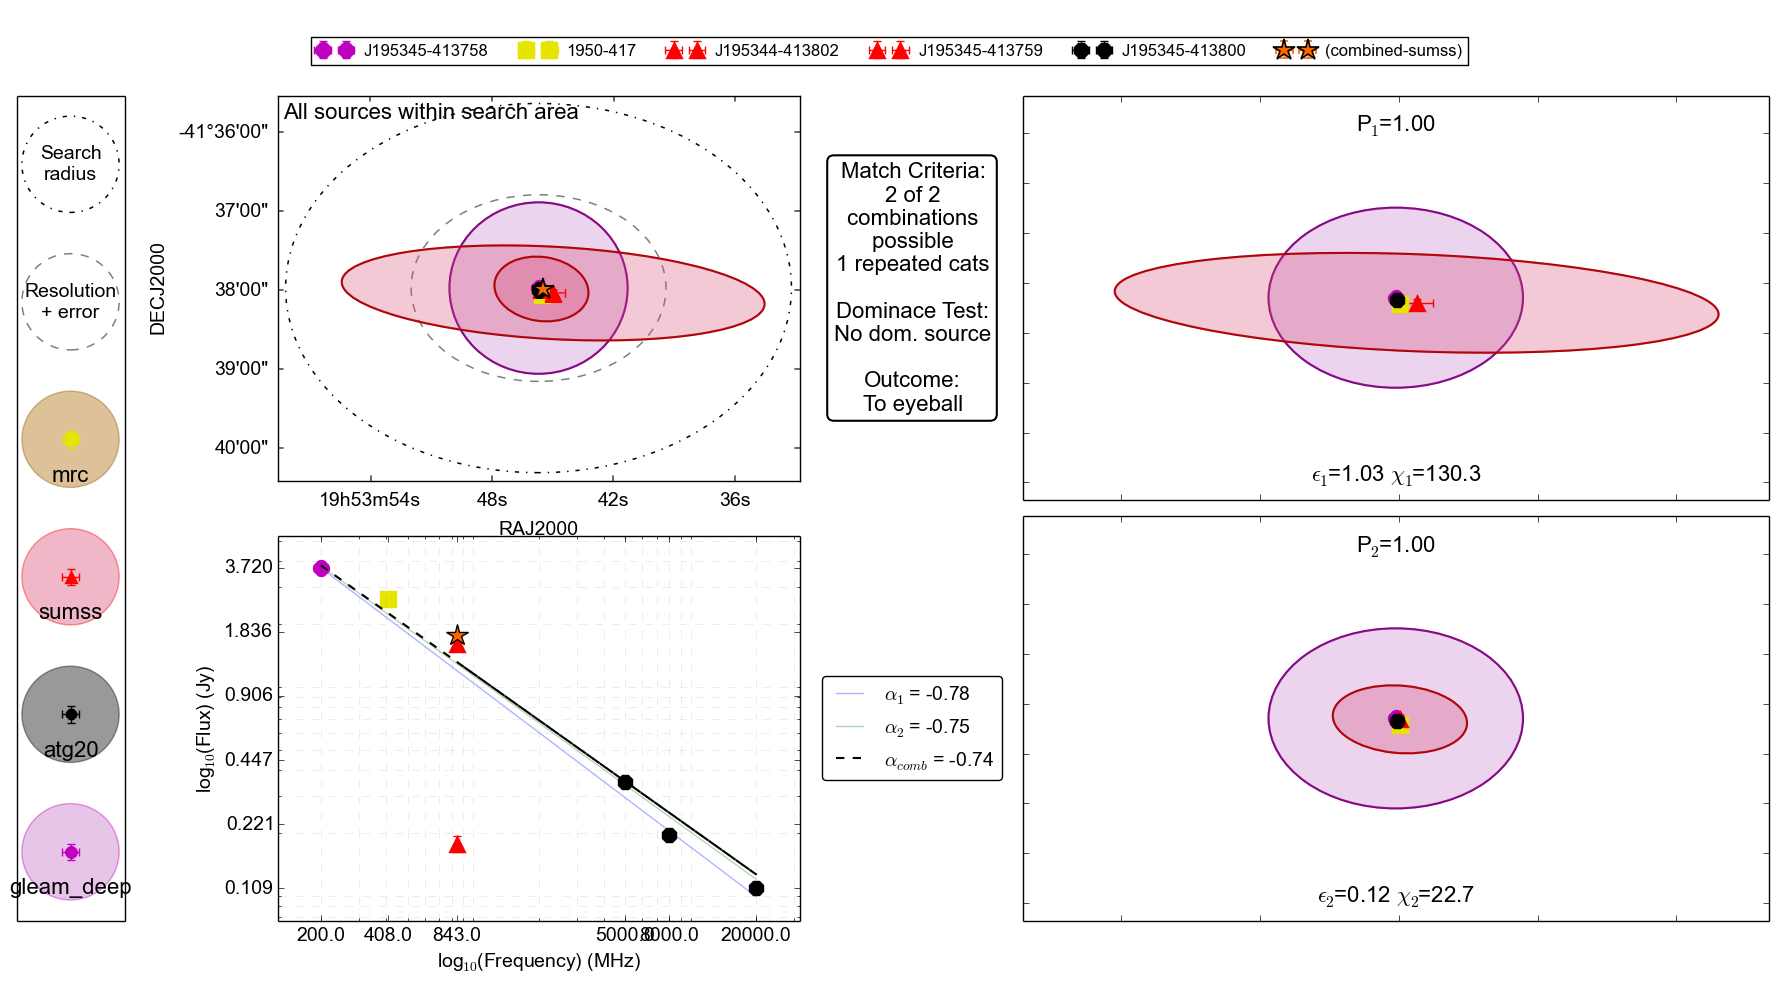 J195345-413758
1950-417
J195344-413802
J195345-413759
J195345-413800
(combined-sumss)
Search
radius
Resolution
+ error
mrc
sumss
atg20
gleam_deep
All sources within search area
DECJ2000
-41°36'00"
37'00"
38'00"
39'00"
40'00"
19h53m54s
48s
42s
36s
RAJ2000
Match Criteria:
2 of 2
combinations
possible
1 repeated cats
Dominace Test:
No dom. source
Outcome:
To eyeball
P₁=1.00
ϵ₁=1.03 χ₁=130.3
log₁₀(Flux) (Jy)
3.720
1.836
0.906
0.447
0.221
0.109
200.0
408.0
843.0
5000.0
8000.0
20000.0
log₁₀(Frequency) (MHz)
α₁ = -0.78
α₂ = -0.75
α_comb = -0.74
P₂=1.00
ϵ₂=0.12 χ₂=22.7